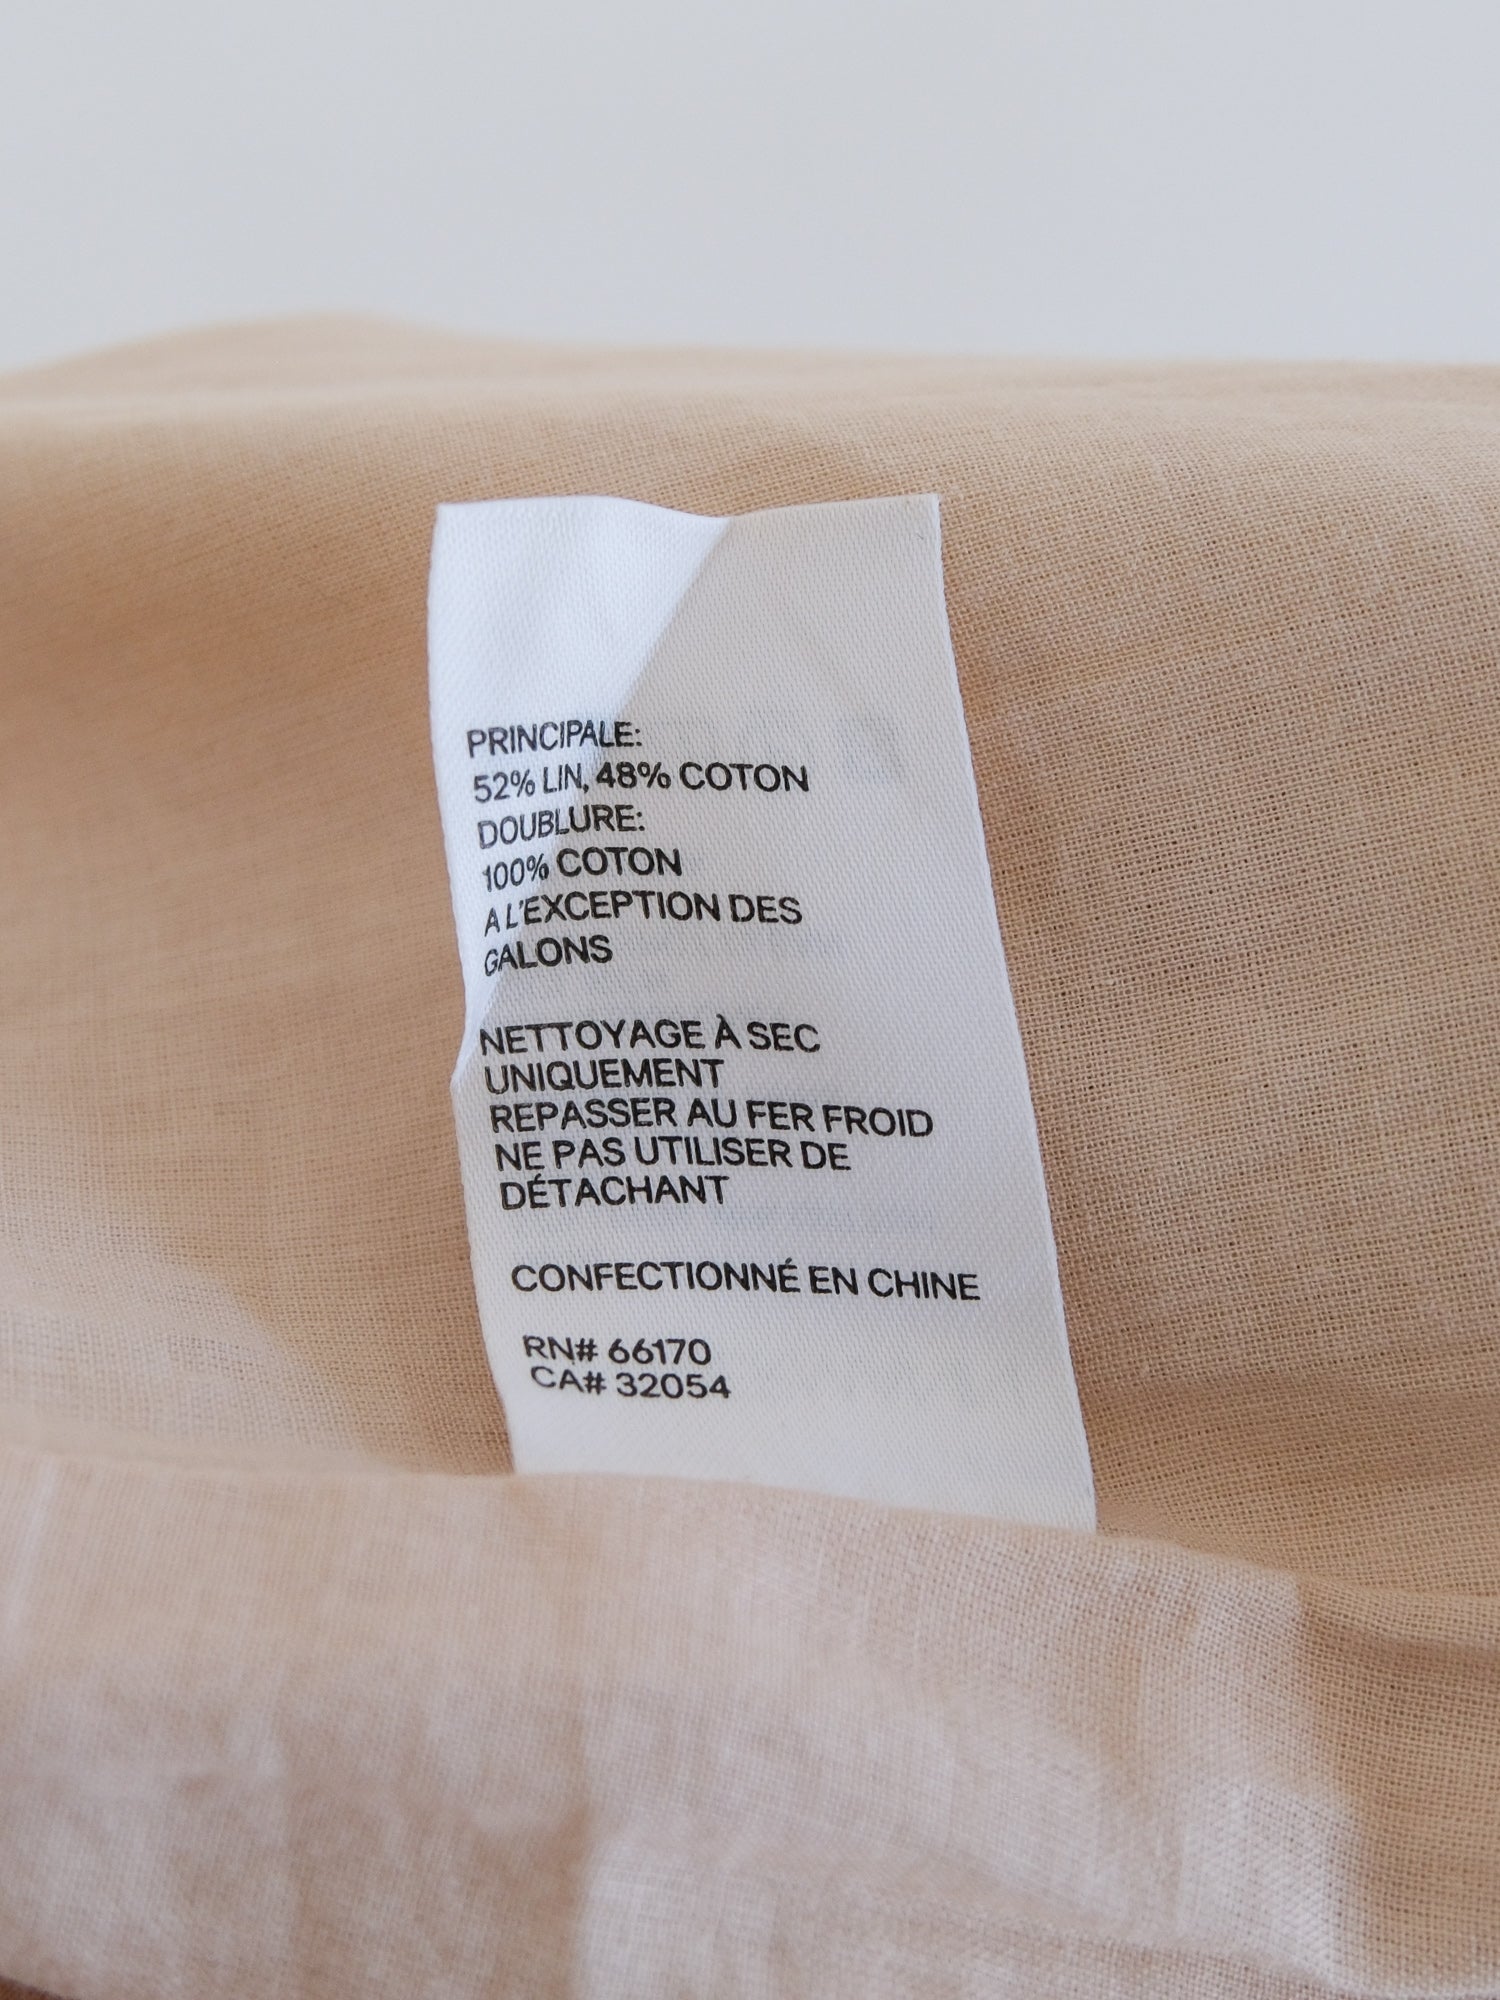 PRINCIPALE:
52% LIN, 48% COTON
DOUBLURE:
100% COTON
A L'EXCEPTION DES
GALONS
NETTOYAGE À SEC
UNIQUEMENT
REPASSER AU FER FROID
NE PAS UTILISER DE
DÉTACHANT
CONFECTIONNÉ EN CHINE
RN# 66170
CA# 32054